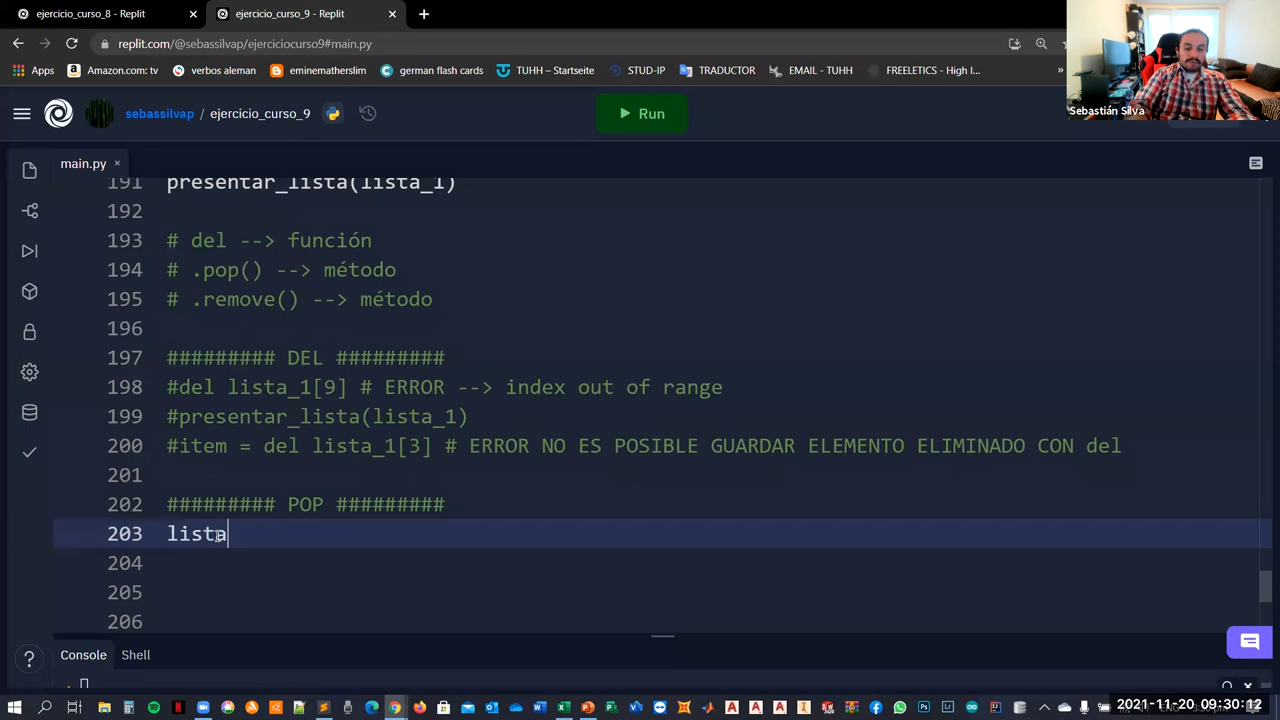 ejercicio_curso_8 - Replit
ejercicio_curso_9 - Replit
replit.com/@sebassilvap/ejerciciocurso9#main.py
Apps
Amazon.com: tv
verbos aleman
eminematherslim
germany flash
TUHH – Startseite
STUD-IP
TRADUCTOR
EMAIL - TUHH
FREELETICS – High I...
»
Sebastián Silva
sebassilvap / ejercicio_curso_9
Run
main.py
191 presentar_lista(lista_1)
192
193 # del --> función
194 # .pop() --> método
195 # .remove() --> método
196
197 ######### DEL #########
198 #del lista_1[9] # ERROR --> index out of range
199 #presentar_lista(lista_1)
200 #item = del lista_1[3] # ERROR NO ES POSIBLE GUARDAR ELEMENTO ELIMINADO CON del
201
202 ######### POP #########
203 lista
204
205
206
Console
Shell
2021-11-20 09:30:12